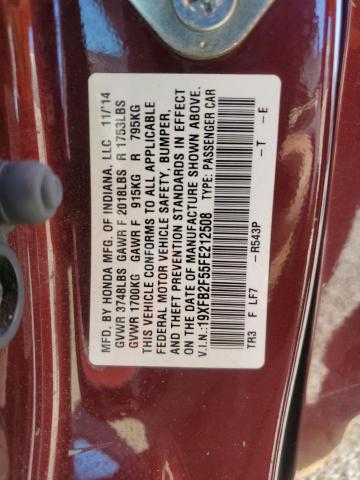 MFD. BY HONDA MFG. OF INDIANA, LLC 11/14
GVWR 3748LBS GAWR F 2018LBS R 1753LBS
GVWR 1700KG GAWR F 915KG R 795KG
THIS VEHICLE CONFORMS TO ALL APPLICABLE
FEDERAL MOTOR VEHICLE SAFETY, BUMPER,
AND THEFT PREVENTION STANDARDS IN EFFECT
ON THE DATE OF MANUFACTURE SHOWN ABOVE.
V.I.N.:19XFB2F55FE212508 TYPE: PASSENGER CAR
TR3 F LF7 -R543P -T -E